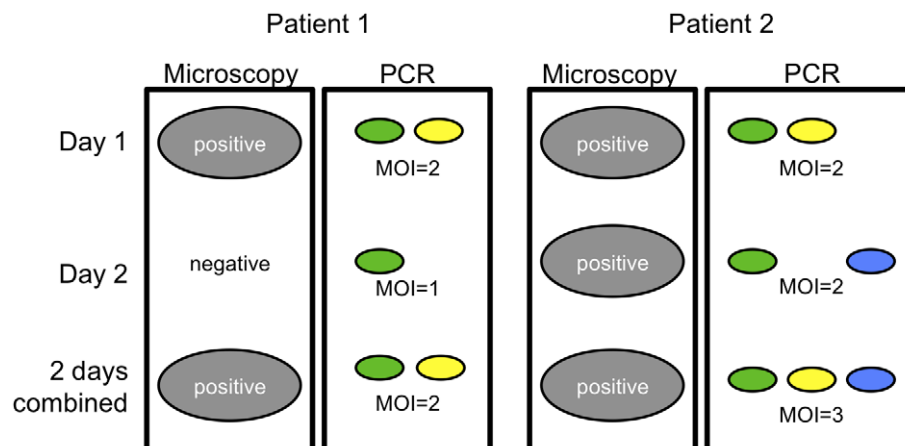 Patient 1
Patient 2
Microscopy PCR Microscopy PCR
Day 1 positive positive
MOI=2 MOI=2
Day 2 negative positive
MOI=1 MOI=2
2 days
combined positive positive
MOI=2 MOI=3